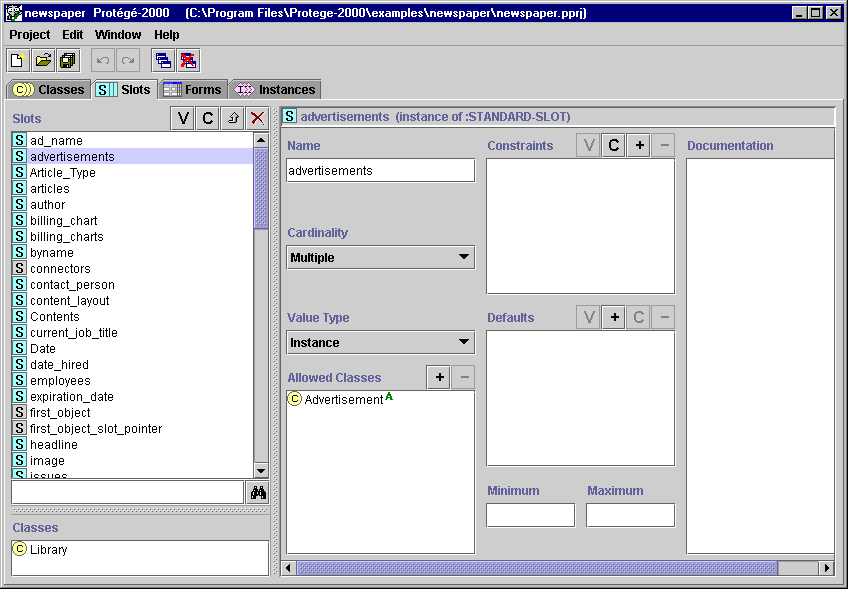 newspaper Protégé-2000 (C:\Program Files\Protege-2000\examples\newspaper\newspaper.pprj)
Project Edit Window Help
C Classes S Slots Forms Instances
Slots V C
S advertisements (instance of :STANDARD-SLOT)
S ad_name
S advertisements
S Article_Type
S articles
S author
S billing_chart
S billing_charts
S byname
S connectors
S contact_person
S content_layout
S Contents
S current_job_title
S Date
S date_hired
S employees
S expiration_date
S first_object
S first_object_slot_pointer
S headline
S image
S issues
Classes
C Library
Name
advertisements
Cardinality
Multiple
Value Type
Instance
Allowed Classes + −
C Advertisement A
Constraints V C + −
Defaults V + C −
Minimum Maximum
Documentation